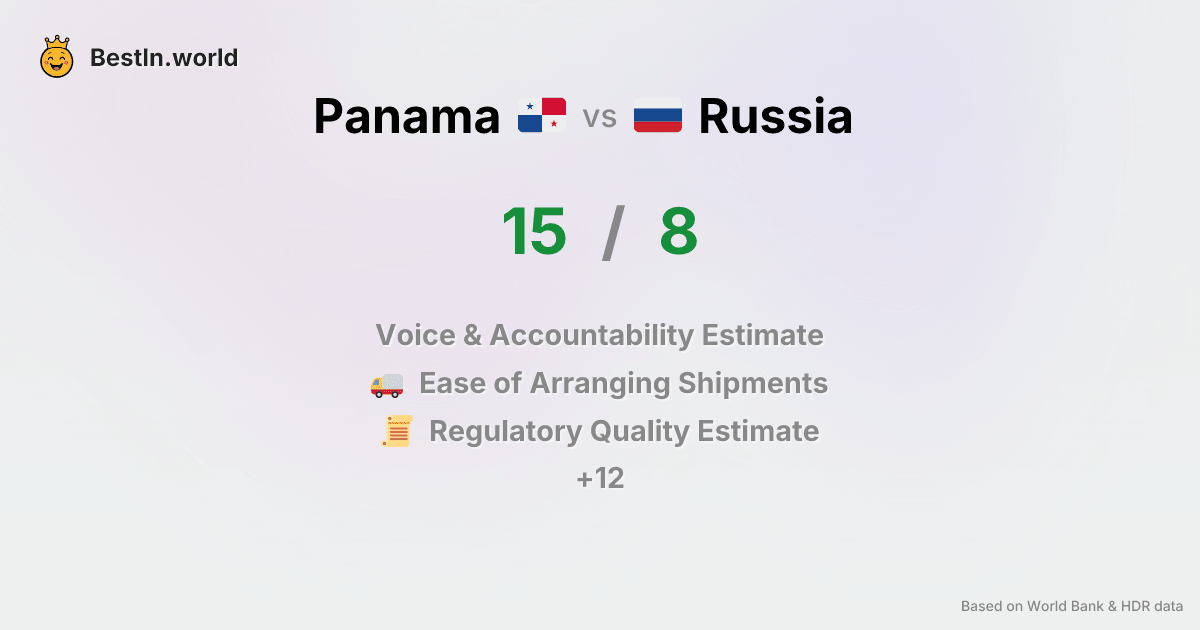 BestIn.world
Panama vs Russia
15 / 8
Voice & Accountability Estimate
Ease of Arranging Shipments
Regulatory Quality Estimate
+12
Based on World Bank & HDR data